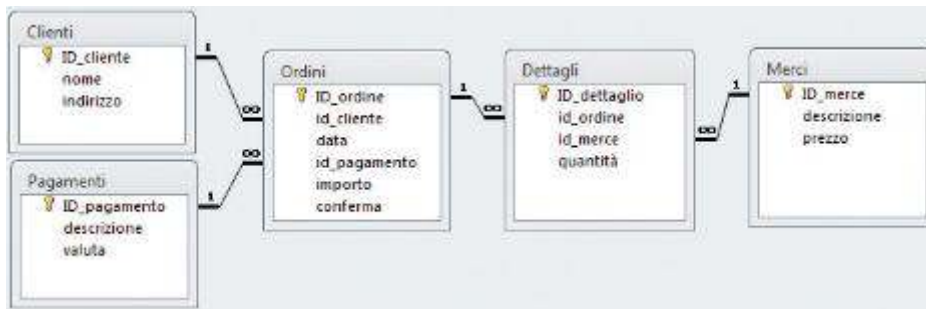 Clienti
ID_cliente
nome
indirizzo
1
∞
Pagamenti
ID_pagamento
descrizione
valuta
1
∞
Ordini
ID_ordine
id_cliente
data
id_pagamento
importo
conferma
1
∞
Dettagli
ID_dettaglio
id_ordine
id_merce
quantità
∞
1
Merci
ID_merce
descrizione
prezzo